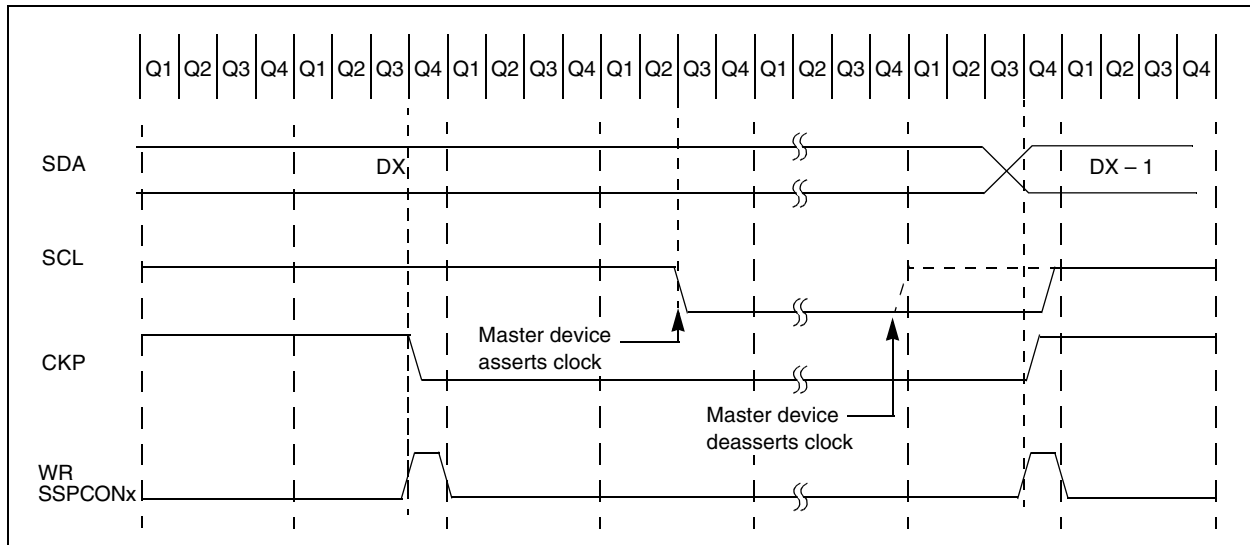 Q1 Q2 Q3 Q4 Q1 Q2 Q3 Q4 Q1 Q2 Q3 Q4 Q1 Q2 Q3 Q4 Q1 Q2 Q3 Q4 Q1 Q2 Q3 Q4 Q1 Q2 Q3 Q4
SDA
DX
DX – 1
SCL
Master device
asserts clock
CKP
Master device
deasserts clock
WR
SSPCONx